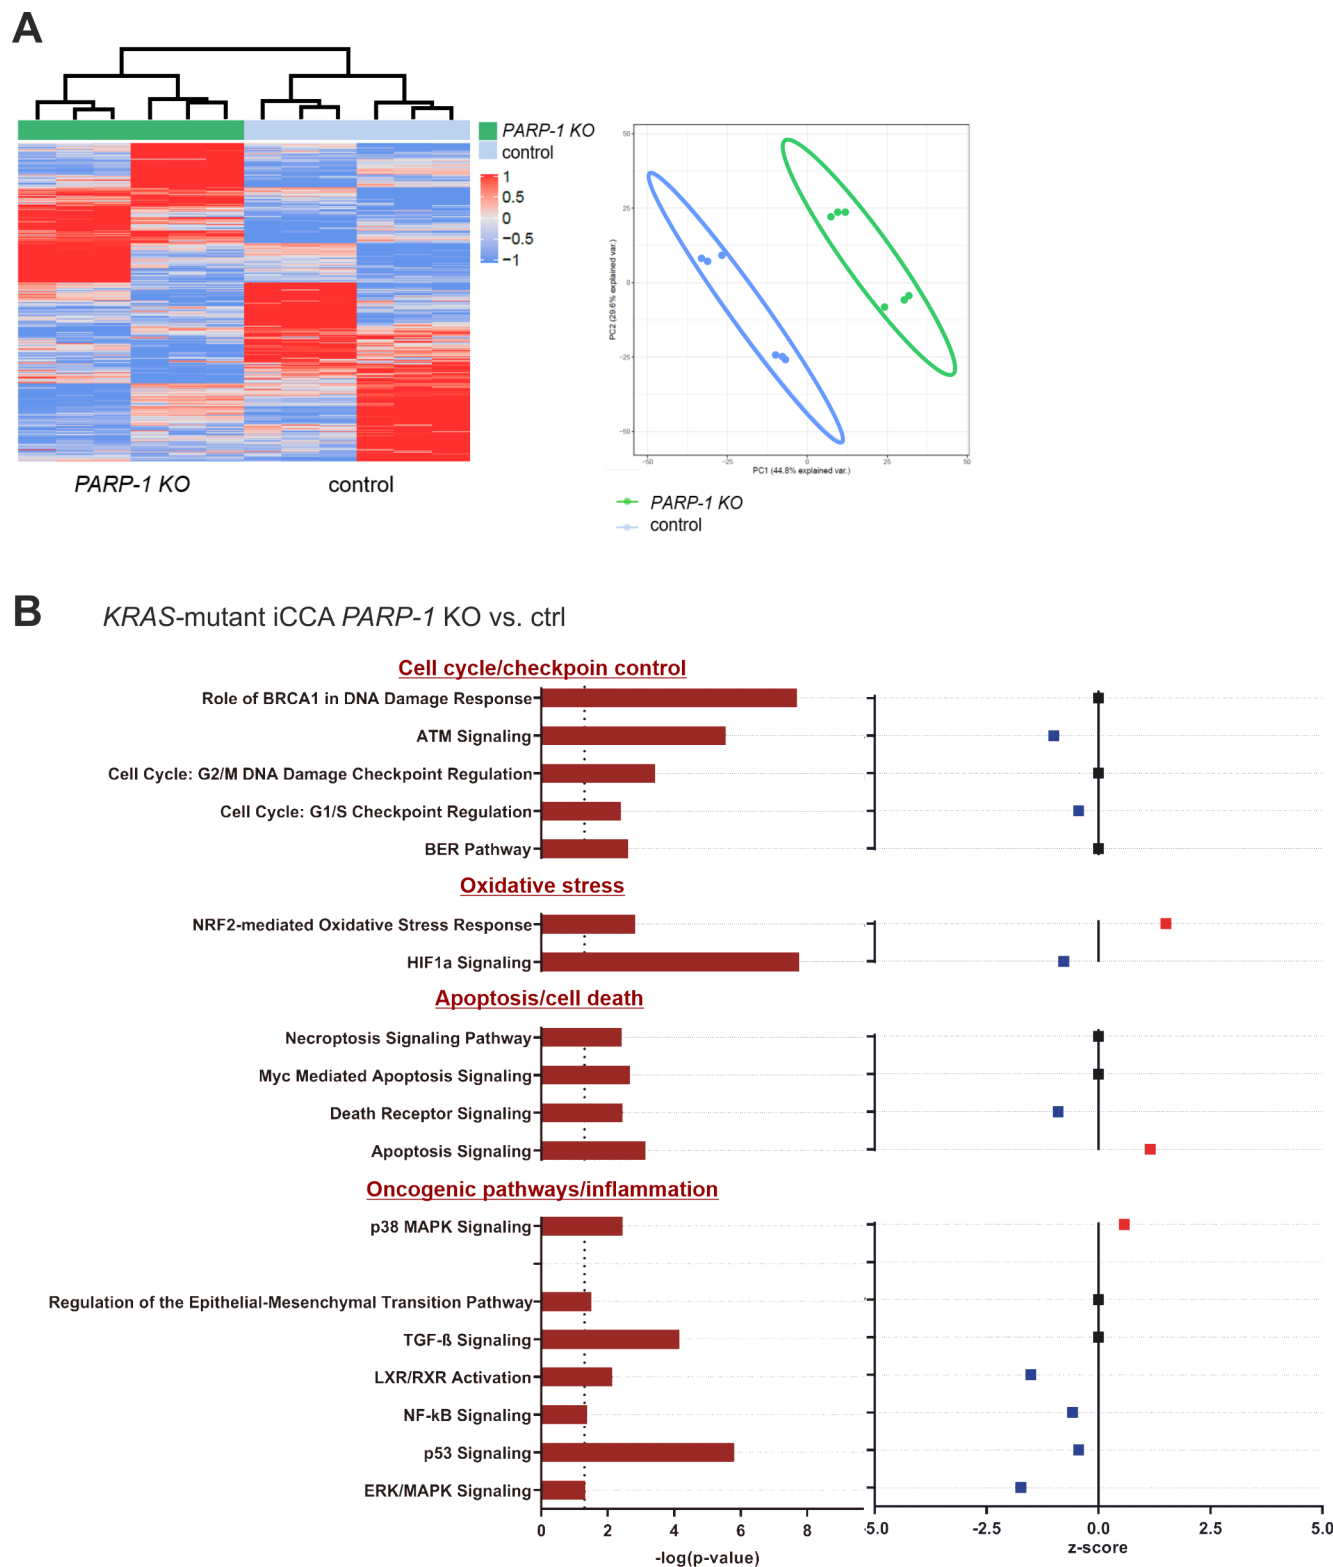 A
PARP-1 KO
control
1
0.5
0
−0.5
−1
PARP-1 KO
control
50
25
0
−25
−50
PC2 (29.6% explained var.)
−50
−25
0
25
50
PC1 (44.8% explained var.)
PARP-1 KO
control
B
KRAS-mutant iCCA PARP-1 KO vs. ctrl
Cell cycle/checkpoin control
Role of BRCA1 in DNA Damage Response
ATM Signaling
Cell Cycle: G2/M DNA Damage Checkpoint Regulation
Cell Cycle: G1/S Checkpoint Regulation
BER Pathway
Oxidative stress
NRF2-mediated Oxidative Stress Response
HIF1a Signaling
Apoptosis/cell death
Necroptosis Signaling Pathway
Myc Mediated Apoptosis Signaling
Death Receptor Signaling
Apoptosis Signaling
Oncogenic pathways/inflammation
p38 MAPK Signaling
Regulation of the Epithelial-Mesenchymal Transition Pathway
TGF-ß Signaling
LXR/RXR Activation
NF-kB Signaling
p53 Signaling
ERK/MAPK Signaling
0 2 4 6 8
-log(p-value)
-5.0 -2.5 0.0 2.5 5.0
z-score